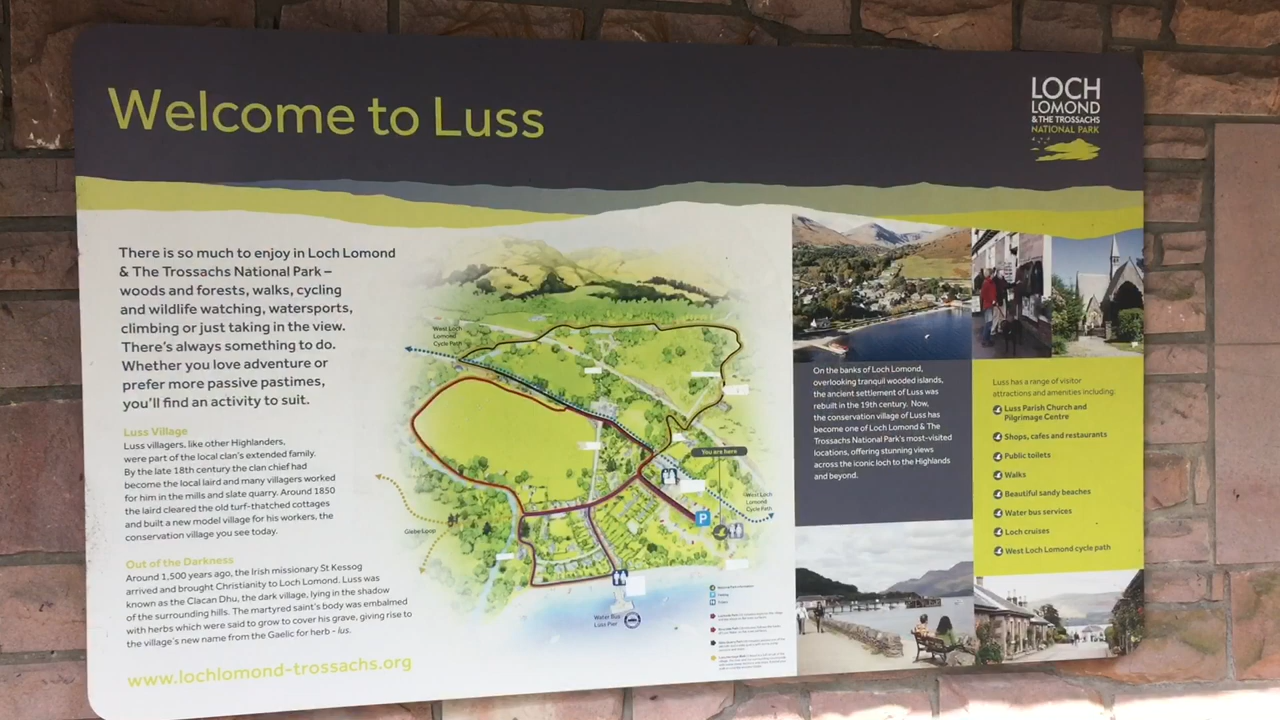 Welcome to Luss
LOCH
LOMOND
& THE TROSSACHS
NATIONAL PARK
There is so much to enjoy in Loch Lomond
& The Trossachs National Park –
woods and forests, walks, cycling
and wildlife watching, watersports,
climbing or just taking in the view.
There's always something to do.
Whether you love adventure or
prefer more passive pastimes,
you'll find an activity to suit.
Luss Village
Luss villagers, like other Highlanders,
were part of the local clan's extended family.
By the late 18th century the clan chief had
become the local laird and many villagers worked
for him in the mills and slate quarry. Around 1850
the laird cleared the old turf-thatched cottages
and built a new model village for his workers, the
conservation village you see today.
Out of the Darkness
Around 1,500 years ago, the Irish missionary St Kessog
arrived and brought Christianity to Loch Lomond. Luss was
known as the Clacan Dhu, the dark village, lying in the shadow
of the surrounding hills. The martyred saint's body was embalmed
with herbs which were said to grow to cover his grave, giving rise to
the village's new name from the Gaelic for herb - lus.
www.lochlomond-trossachs.org
West Loch
Lomond
Cycle Path
You are here
West Loch
Lomond
Cycle Path
P
Glebe Loop
Water Bus
Luss Pier
On the banks of Loch Lomond,
overlooking tranquil wooded islands,
the ancient settlement of Luss was
rebuilt in the 19th century. Now,
the conservation village of Luss has
become one of Loch Lomond & The
Trossachs National Park's most-visited
locations, offering stunning views
across the iconic loch to the Highlands
and beyond.
Luss has a range of visitor
attractions and amenities including:
Luss Parish Church and
Pilgrimage Centre
Shops, cafes and restaurants
Public toilets
Walks
Beautiful sandy beaches
Water bus services
Loch cruises
West Loch Lomond cycle path